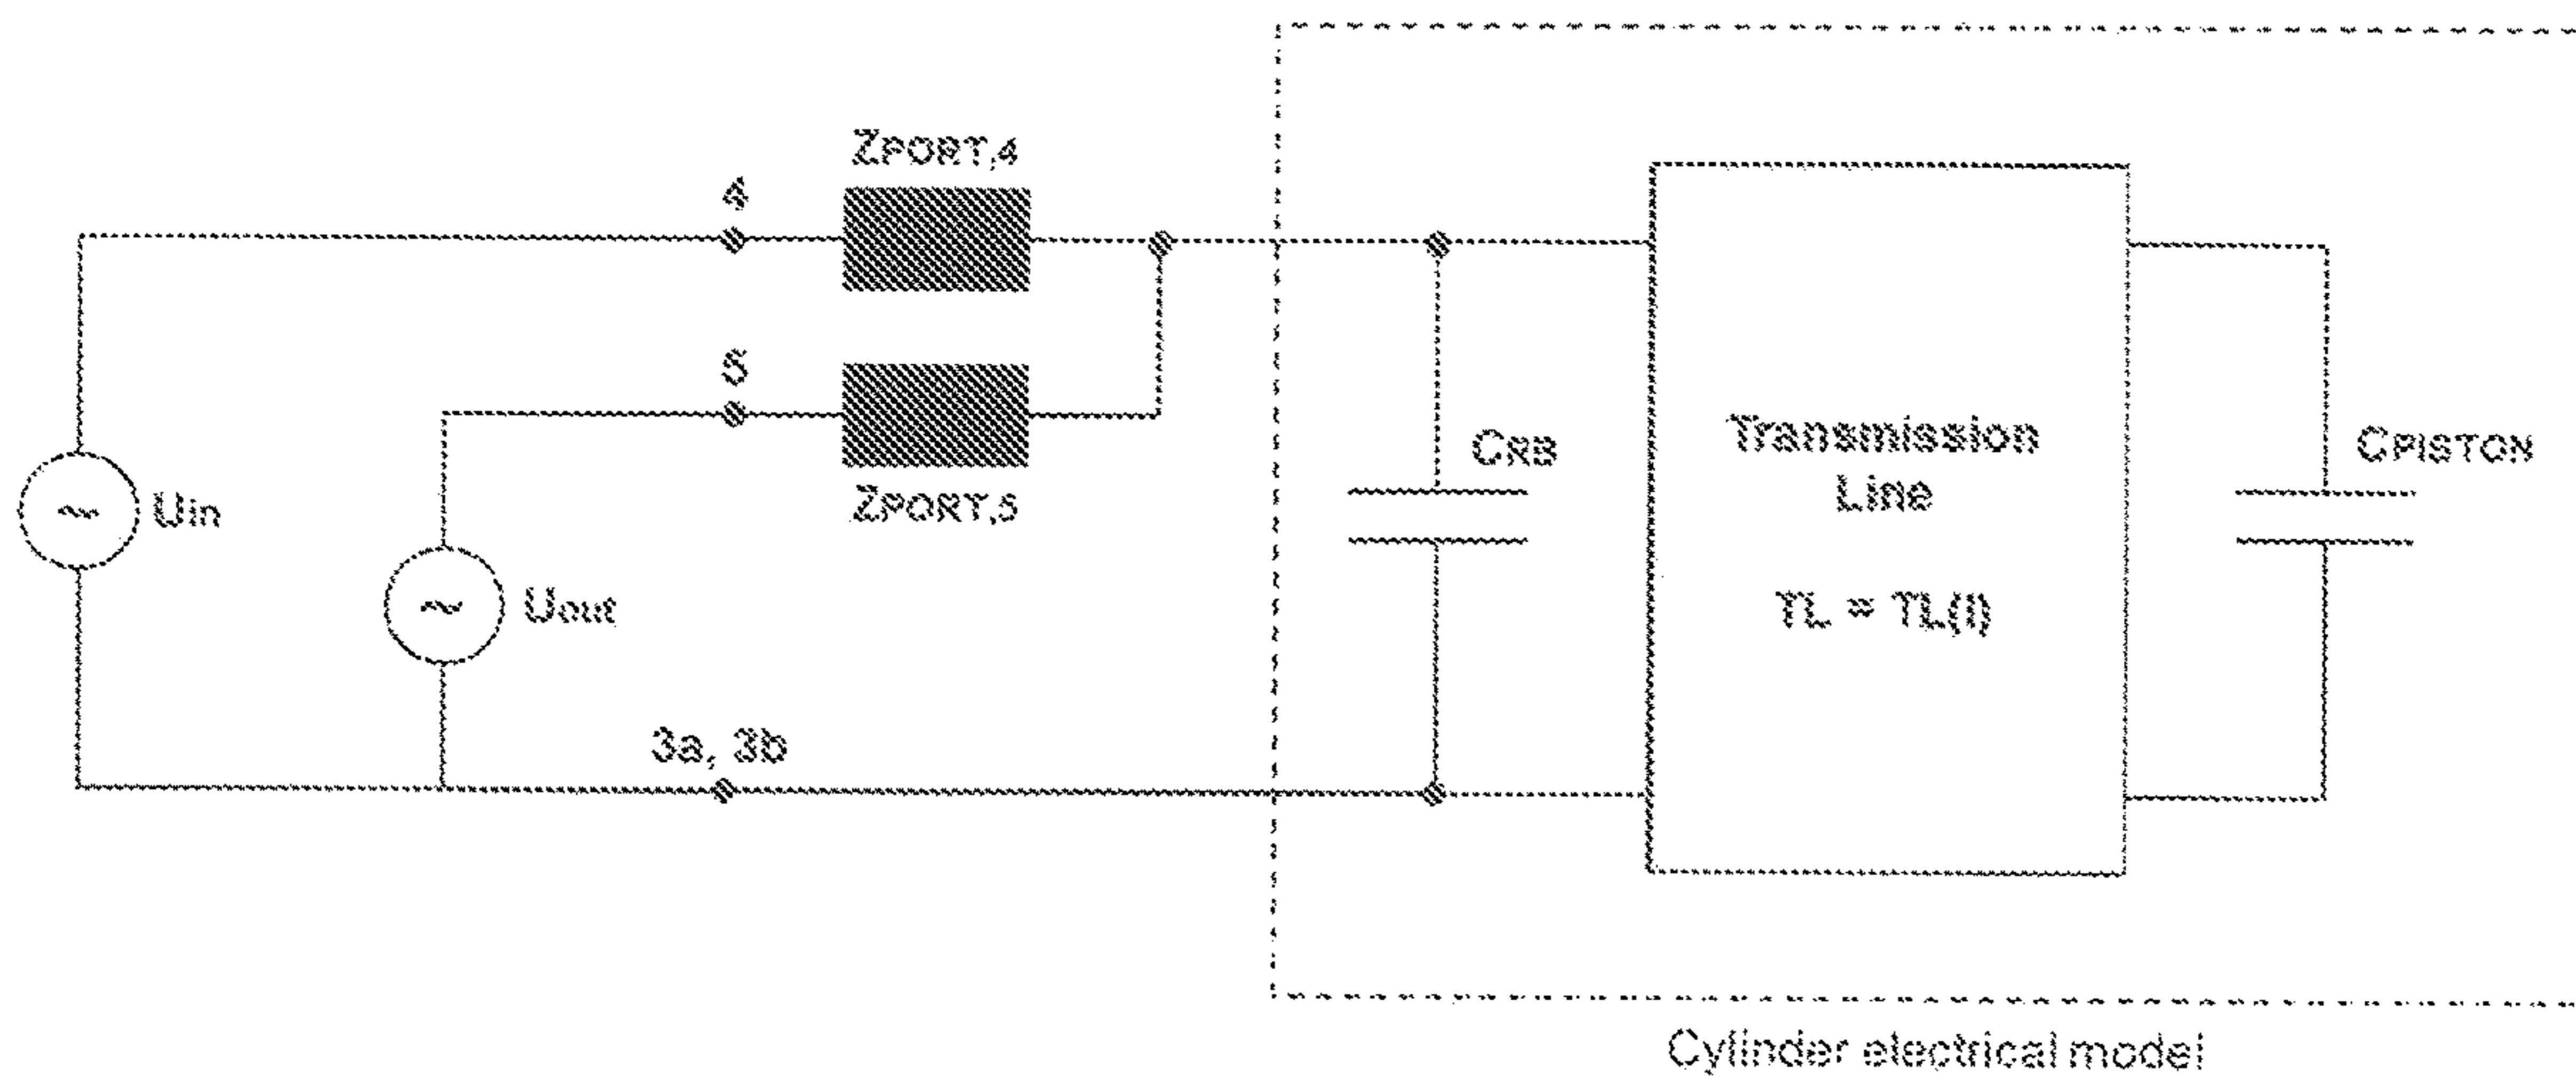 ZPORT,4
4
5
ZPORT,5
Uin
Uout
3a, 3b
CRB
Transmission
Line
TL = TL(l)
CPISTON
Cylinder electrical model